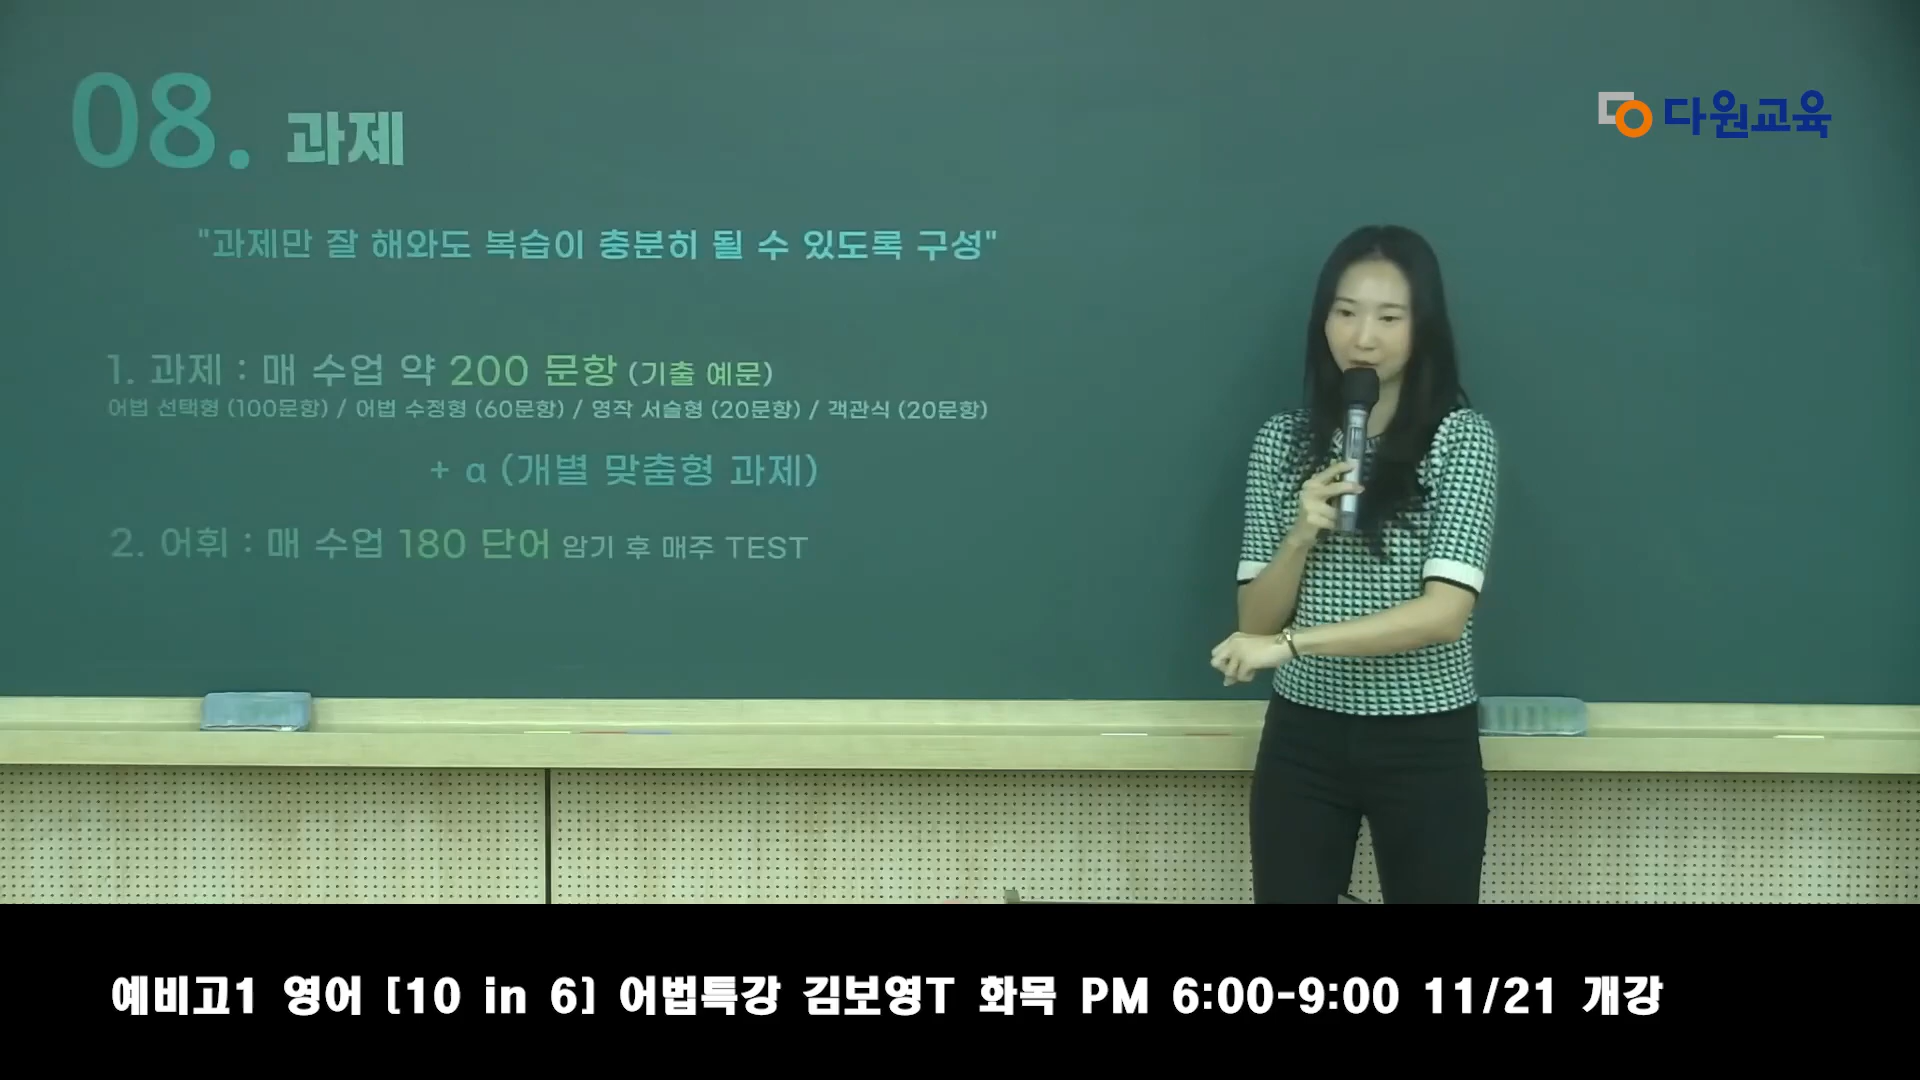 08. 과제
다원교육
"과제만 잘 해와도 복습이 충분히 될 수 있도록 구성"
1. 과제 : 매 수업 약 200 문항 (기출 예문)
어법 선택형 (100문항) / 어법 수정형 (60문항) / 영작 서술형 (20문항) / 객관식 (20문항)
+ α (개별 맞춤형 과제)
2. 어휘 : 매 수업 180 단어 암기 후 매주 TEST
예비고1 영어 [10 in 6] 어법특강 김보영T 화목 PM 6:00-9:00 11/21 개강